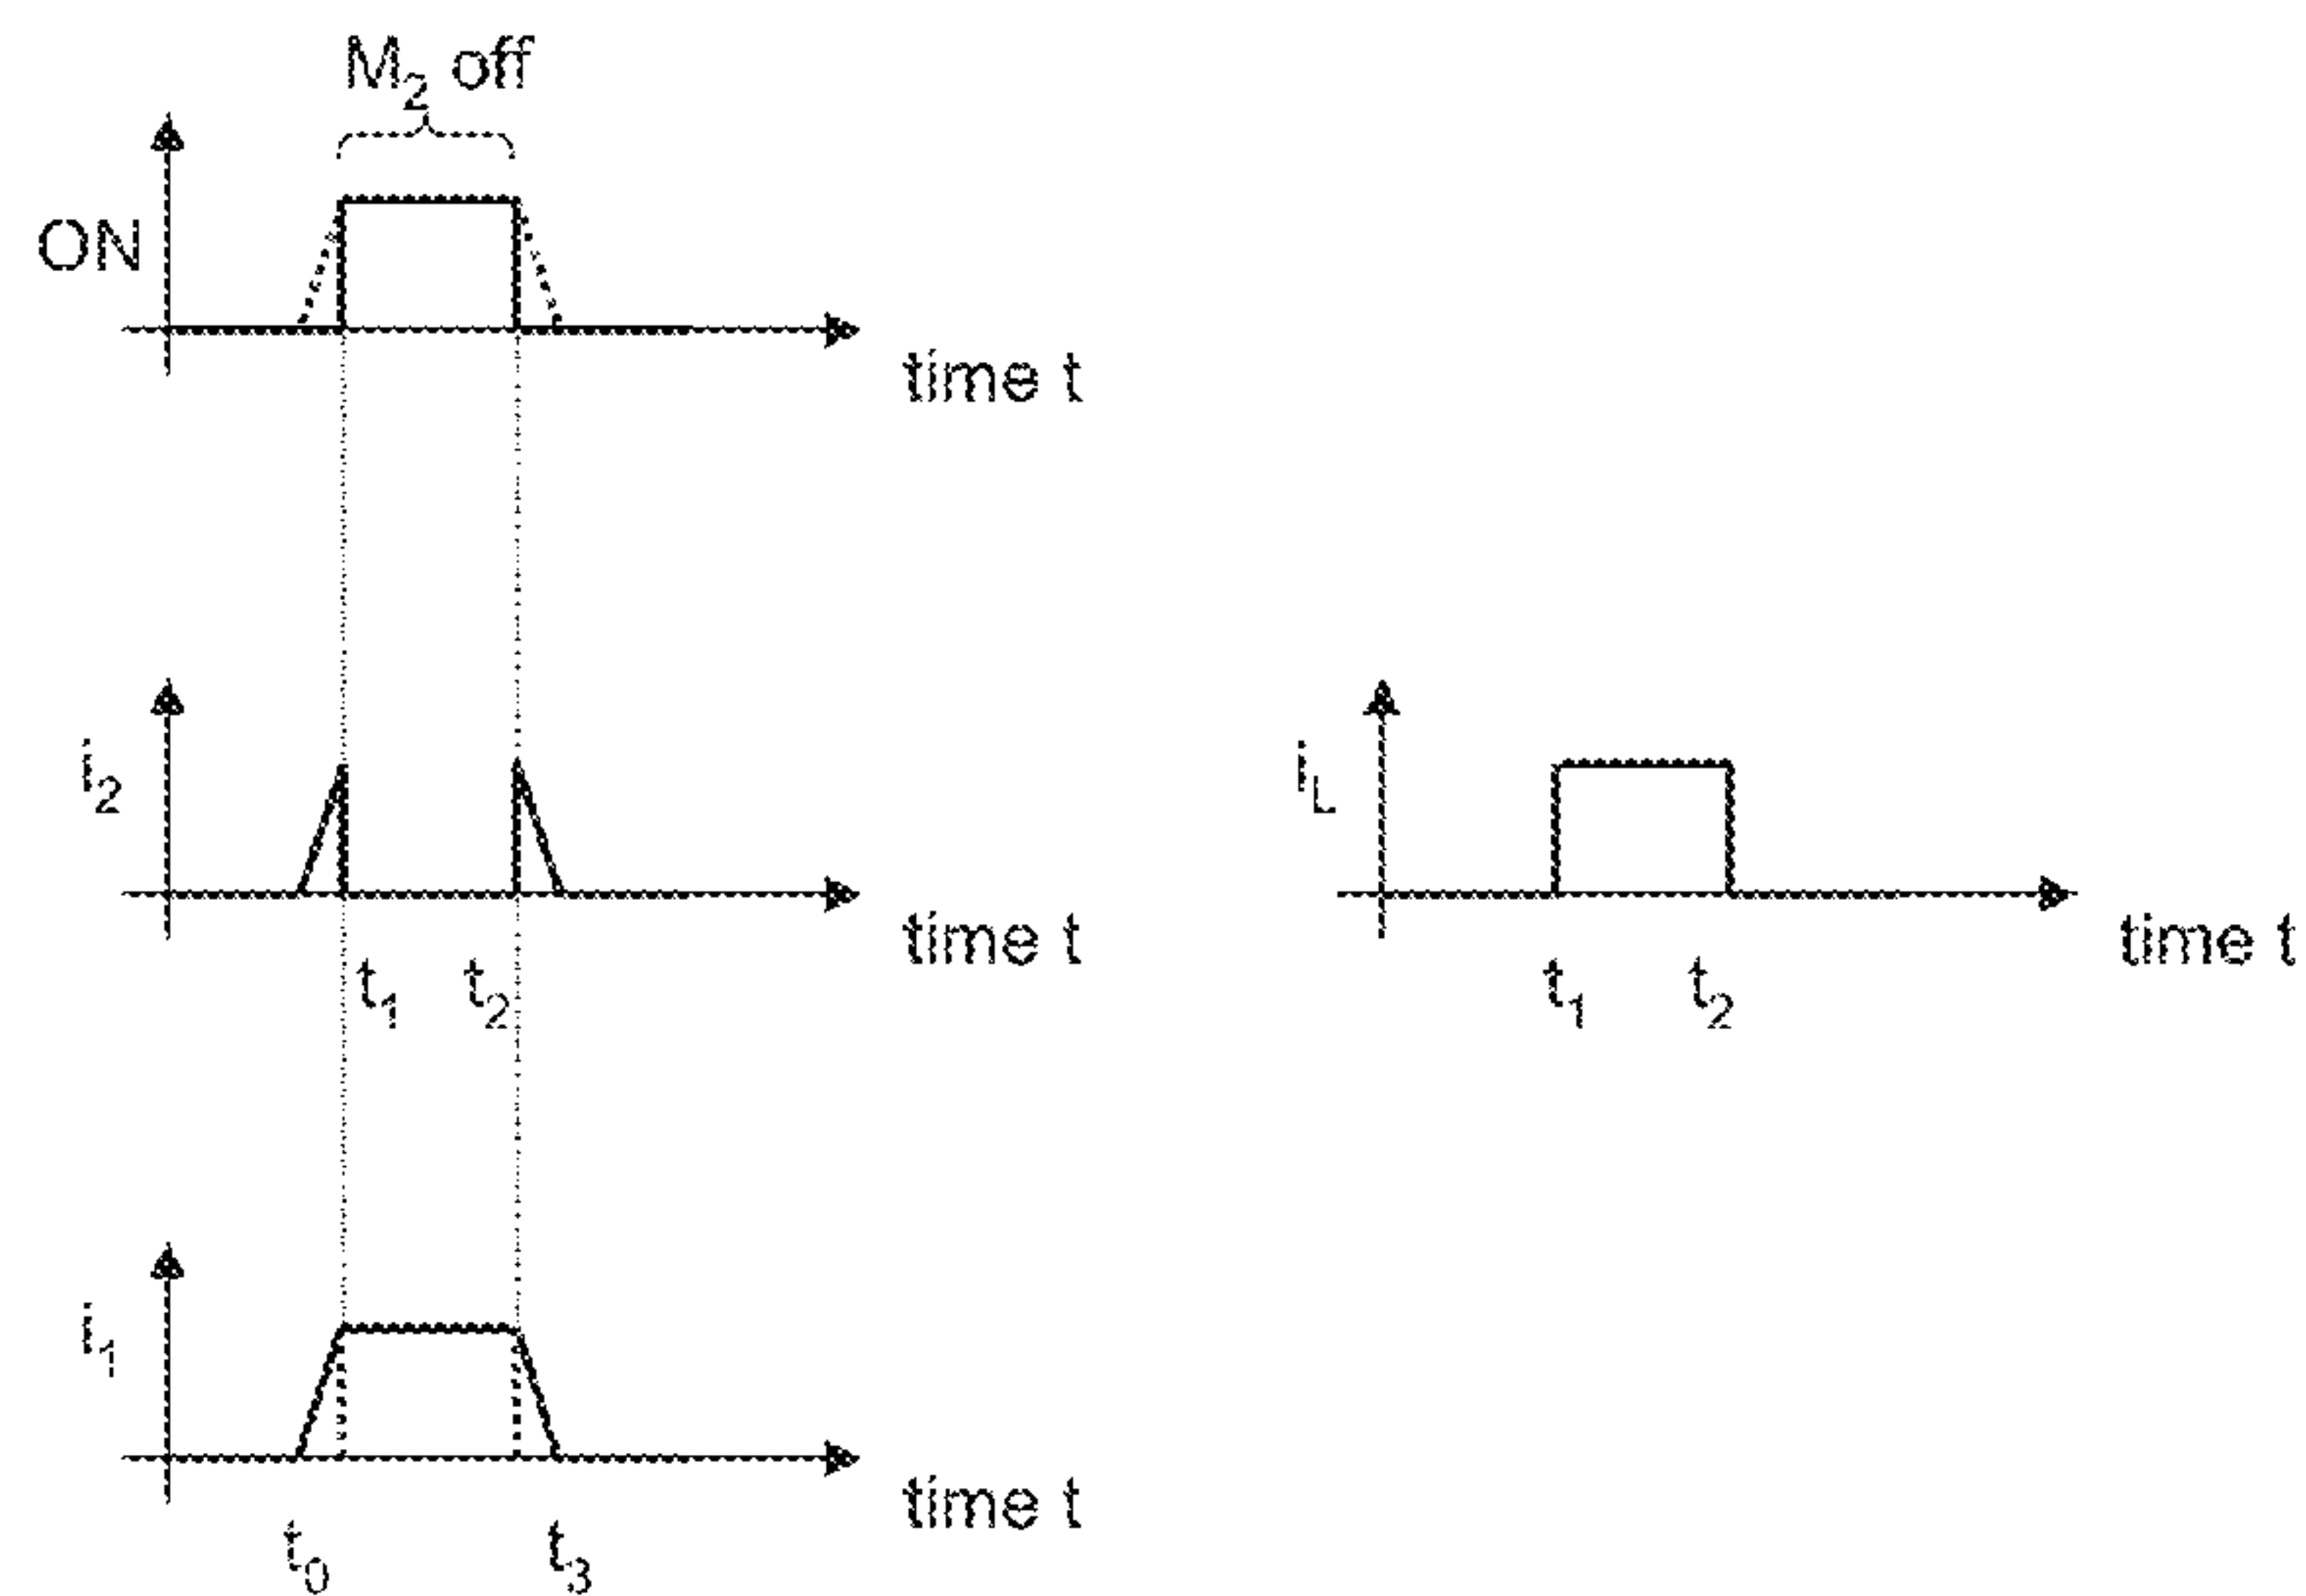 M₂ off
ON
time t
i₂
iL
time t
time t
t₁ t₂
t₁ t₂
i₁
time t
t₀ t₃